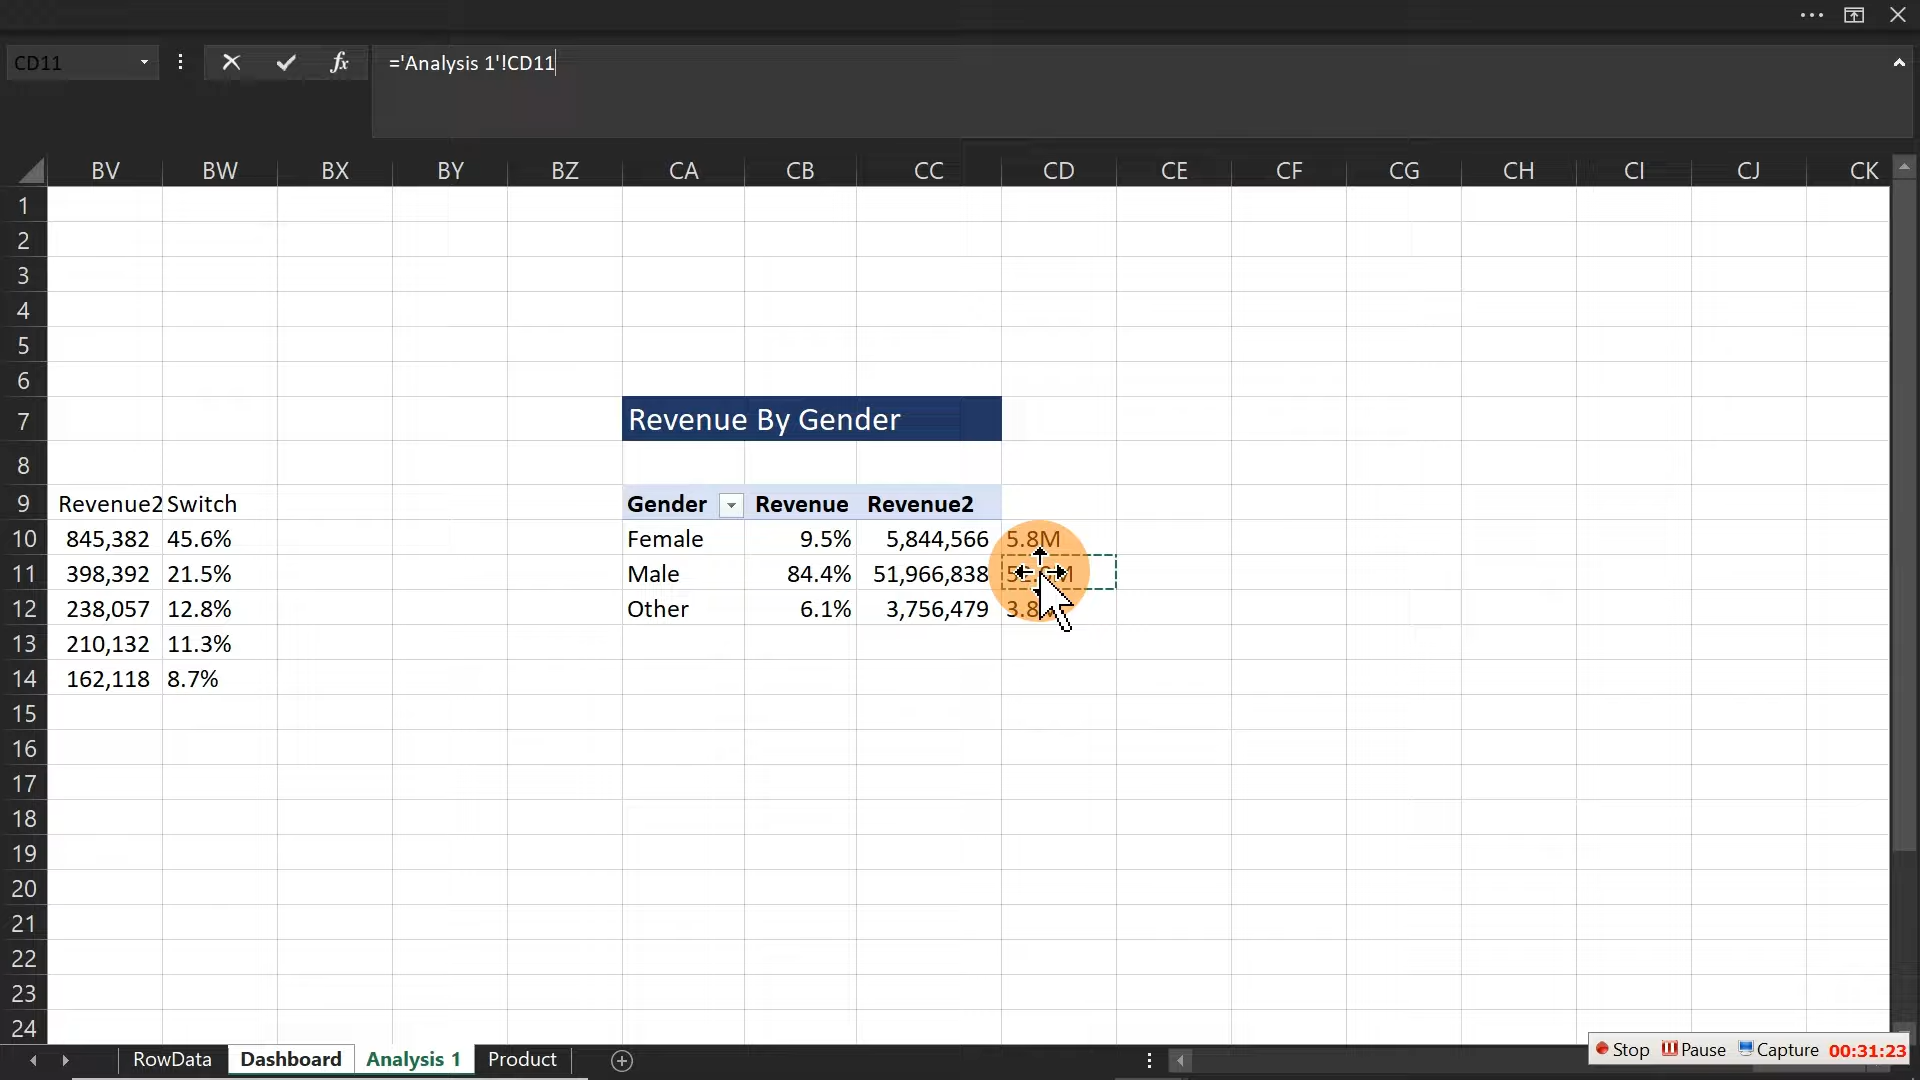 CD11 fx ='Analysis 1'!CD11
BV BW BX BY BZ CA CB CC CD CE CF CG CH CI CJ CK
1
2
3
4
5
6
7 Revenue By Gender
8
9 Revenue2 Switch Gender Revenue Revenue2
10 845,382 45.6% Female 9.5% 5,844,566 5.8M
11 398,392 21.5% Male 84.4% 51,966,838
12 238,057 12.8% Other 6.1% 3,756,479
13 210,132 11.3%
14 162,118 8.7%
15
16
17
18
19
20
21
22
23
24
RowData Dashboard Analysis 1 Product
Stop Pause Capture 00:31:23